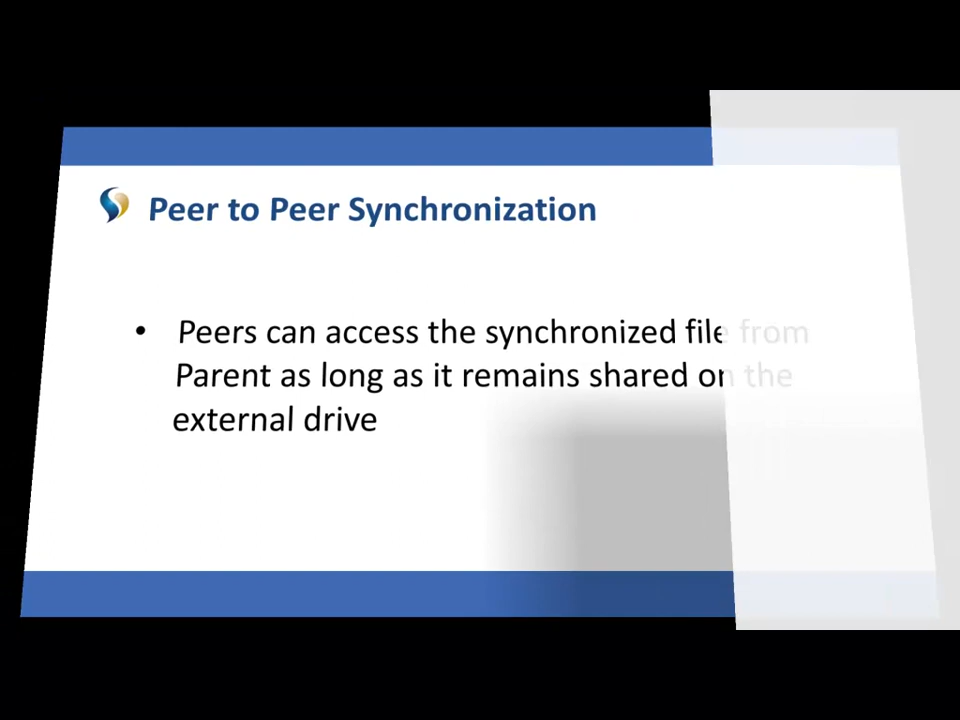 Peer to Peer Synchronization
• Peers can access the synchronized file from
Parent as long as it remains shared on the
external drive